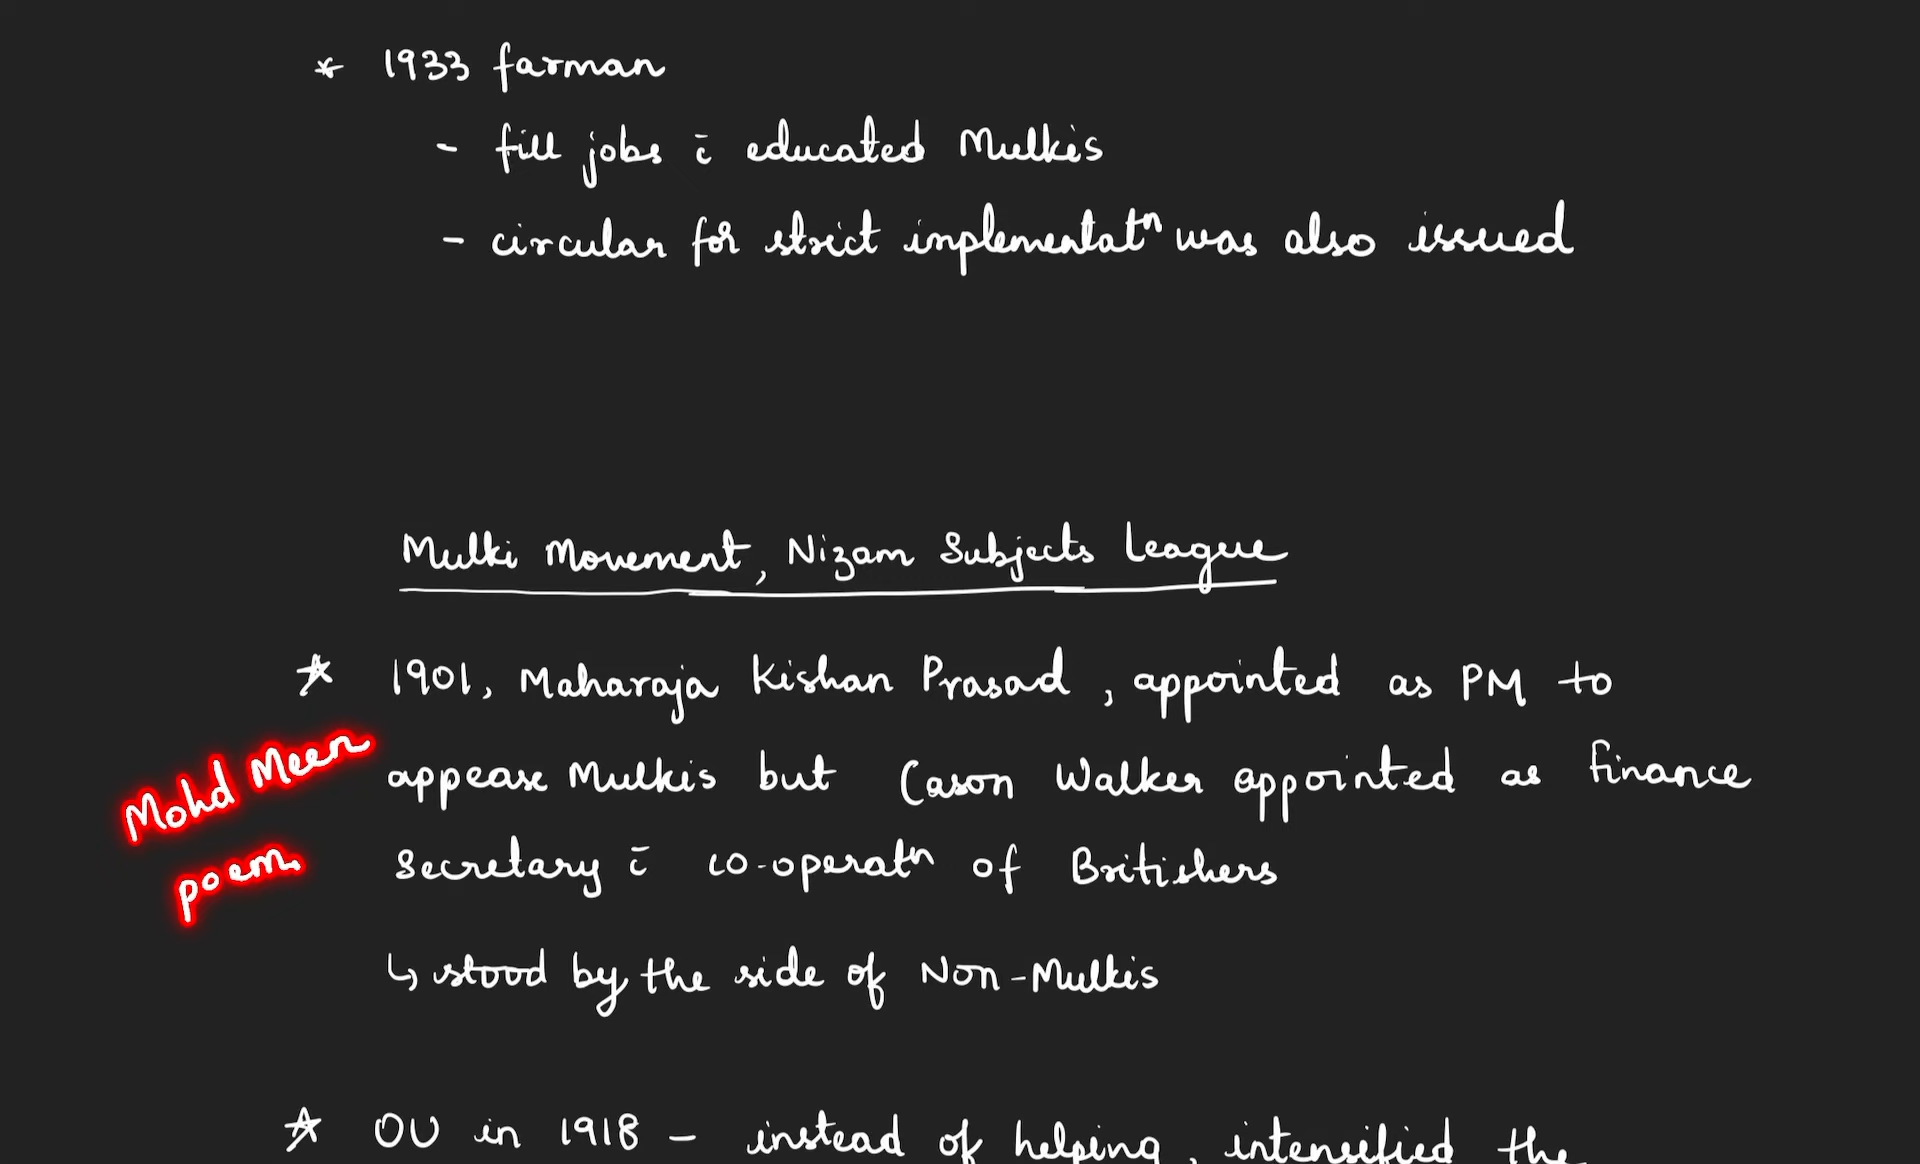 * 1933 farman
- fill jobs c̄ educated Mulkis
- circular for strict implementatⁿ was also issued
Mulki Movement, Nizam Subjects League
* 1901, Maharaja Kishan Prasad, appointed as PM to
Mohd Meer
appease Mulkis but Cason Walker appointed as finance
poem
Secretary c̄ co-operatⁿ of Britishers
↳ stood by the side of Non-Mulkis
* OU in 1918 - instead of helping, intensified the